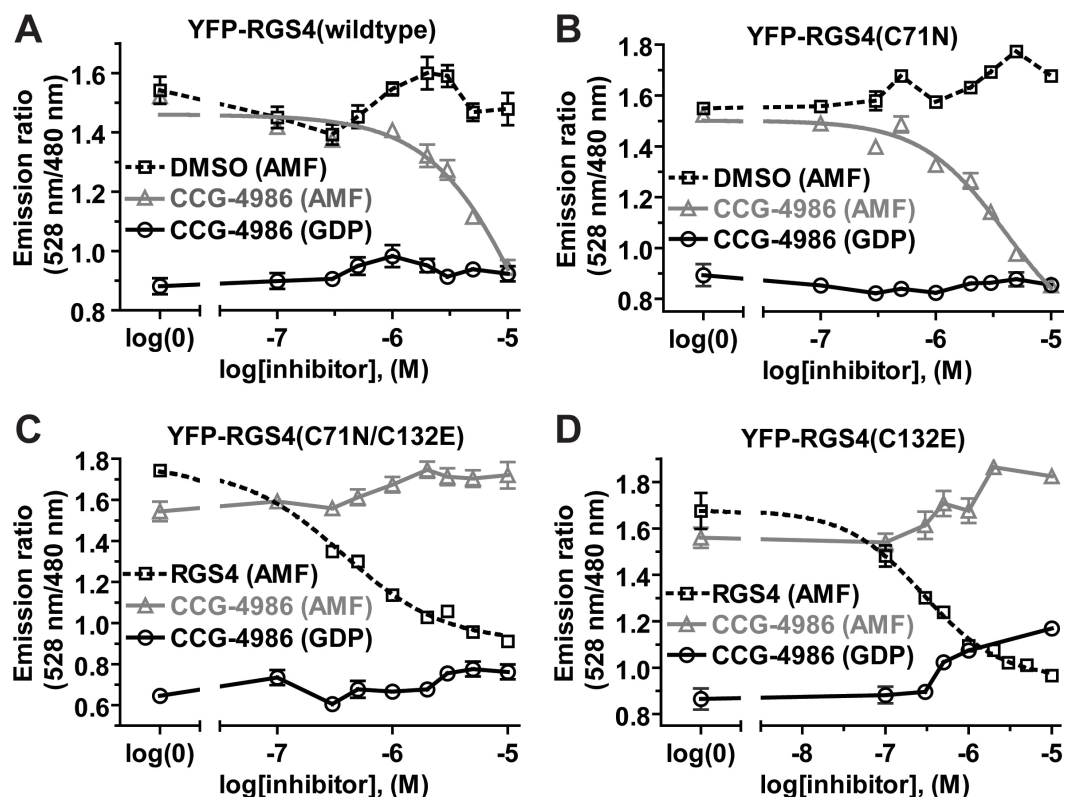 A
YFP-RGS4(wildtype)
Emission ratio
(528 nm/480 nm)
1.6
1.4
1.2
1.0
0.8
DMSO (AMF)
CCG-4986 (AMF)
CCG-4986 (GDP)
log(0)
-7
-6
-5
log[inhibitor], (M)
B
YFP-RGS4(C71N)
Emission ratio
(528 nm/480 nm)
1.8
1.6
1.4
1.2
1.0
0.8
DMSO (AMF)
CCG-4986 (AMF)
CCG-4986 (GDP)
log(0)
-7
-6
-5
log[inhibitor], (M)
C
YFP-RGS4(C71N/C132E)
Emission ratio
(528 nm/480 nm)
1.8
1.6
1.4
1.2
1.0
0.8
0.6
RGS4 (AMF)
CCG-4986 (AMF)
CCG-4986 (GDP)
log(0)
-7
-6
-5
log[inhibitor], (M)
D
YFP-RGS4(C132E)
Emission ratio
(528 nm/480 nm)
1.8
1.6
1.4
1.2
1.0
0.8
RGS4 (AMF)
CCG-4986 (AMF)
CCG-4986 (GDP)
log(0)
-8
-7
-6
-5
log[inhibitor], (M)